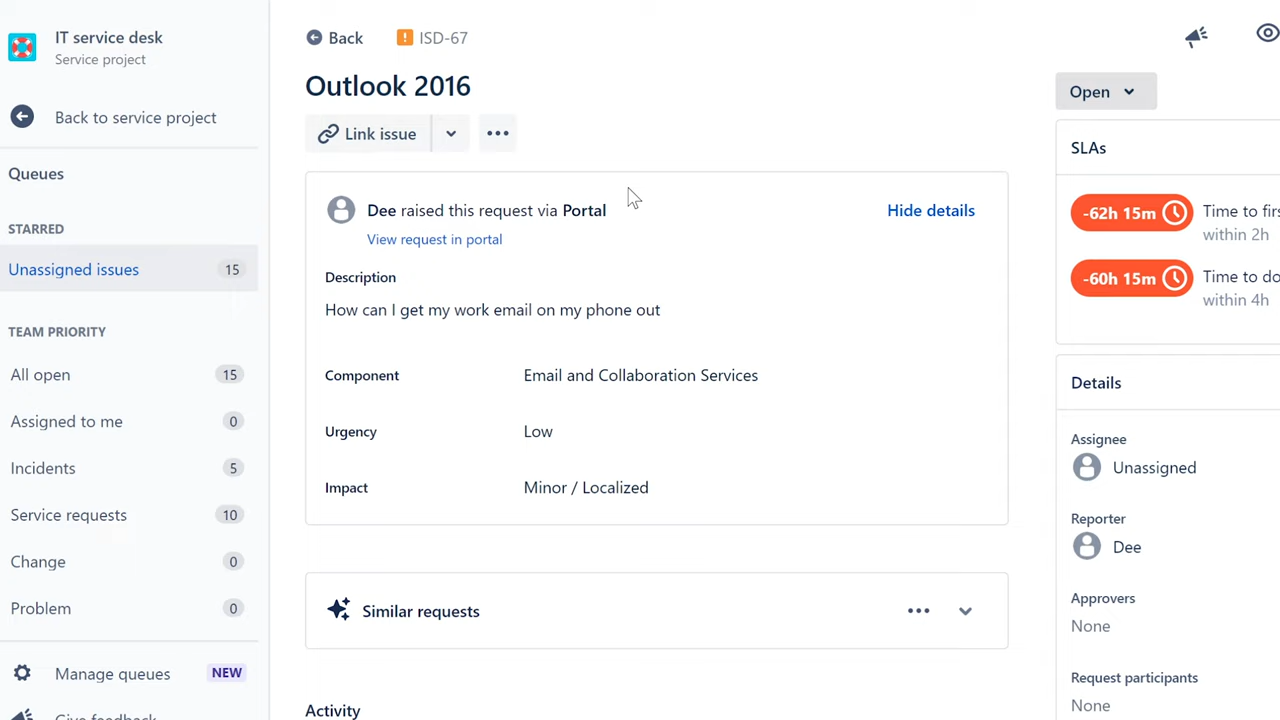 IT service desk
Service project
Back to service project
Queues
STARRED
Unassigned issues 15
TEAM PRIORITY
All open 15
Assigned to me 0
Incidents 5
Service requests 10
Change 0
Problem 0
Manage queues NEW
Give feedback
Back ISD-67
Outlook 2016
Link issue
Dee raised this request via Portal
Hide details
View request in portal
Description
How can I get my work email on my phone out
Component Email and Collaboration Services
Urgency Low
Impact Minor / Localized
Similar requests
Activity
Open
SLAs
-62h 15m Time to firs
within 2h
-60h 15m Time to do
within 4h
Details
Assignee
Unassigned
Reporter
Dee
Approvers
None
Request participants
None